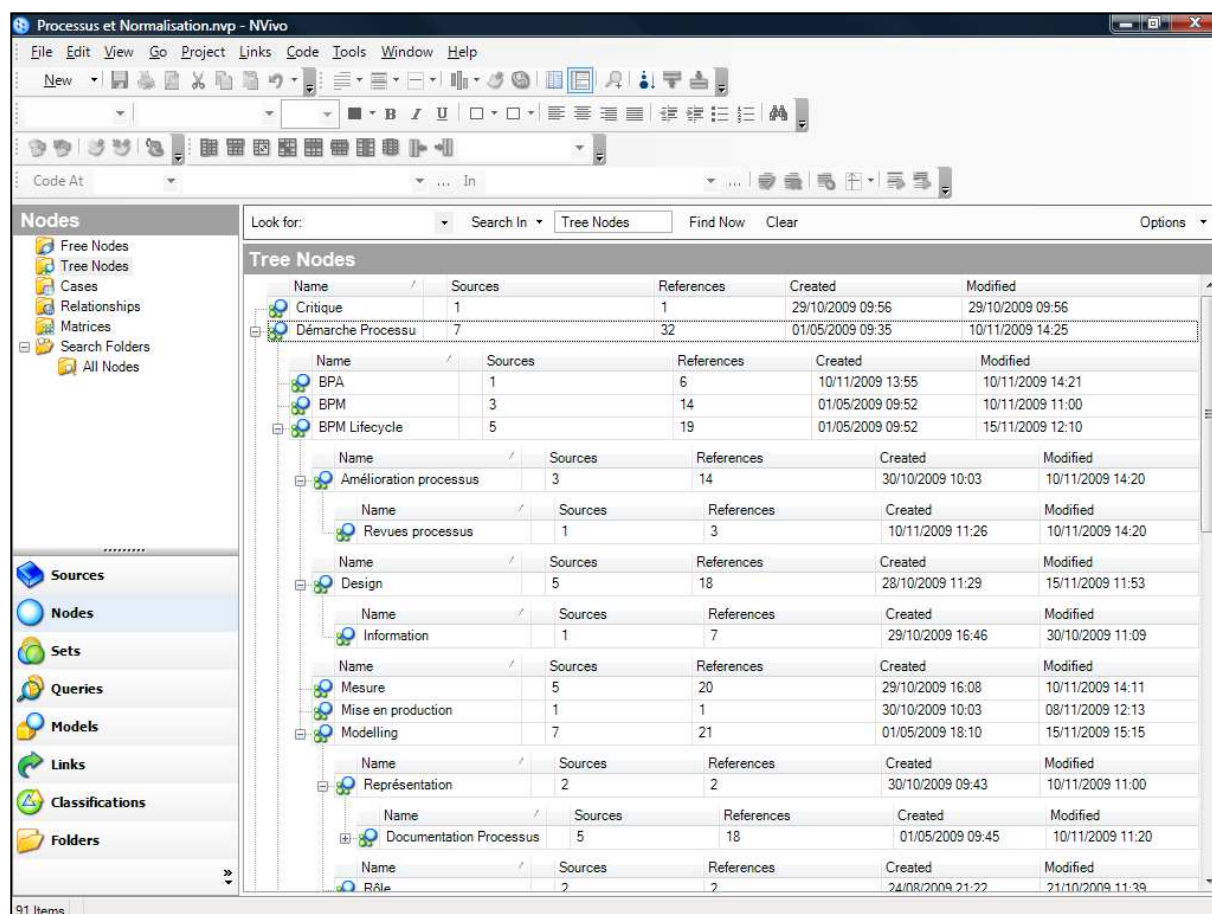 Processus et Normalisation.nvp - NVivo
File Edit View Go Project Links Code Tools Window Help
New
B I U
Code At ... In ...
Nodes
Free Nodes
Tree Nodes
Cases
Relationships
Matrices
Search Folders
All Nodes
Sources
Nodes
Sets
Queries
Models
Links
Classifications
Folders
»
Look for: Search In Tree Nodes Find Now Clear Options
Tree Nodes
Name Sources References Created Modified
Critique 1 1 29/10/2009 09:56 29/10/2009 09:56
Démarche Processu 7 32 01/05/2009 09:35 10/11/2009 14:25
Name Sources References Created Modified
BPA 1 6 10/11/2009 13:55 10/11/2009 14:21
BPM 3 14 01/05/2009 09:52 10/11/2009 11:00
BPM Lifecycle 5 19 01/05/2009 09:52 15/11/2009 12:10
Name Sources References Created Modified
Amélioration processus 3 14 30/10/2009 10:03 10/11/2009 14:20
Name Sources References Created Modified
Revues processus 1 3 10/11/2009 11:26 10/11/2009 14:20
Name Sources References Created Modified
Design 5 18 28/10/2009 11:29 15/11/2009 11:53
Name Sources References Created Modified
Information 1 7 29/10/2009 16:46 30/10/2009 11:09
Name Sources References Created Modified
Mesure 5 20 29/10/2009 16:08 10/11/2009 14:11
Mise en production 1 1 30/10/2009 10:03 08/11/2009 12:13
Modelling 7 21 01/05/2009 18:10 15/11/2009 15:15
Name Sources References Created Modified
Représentation 2 2 30/10/2009 09:43 10/11/2009 11:00
Name Sources References Created Modified
Documentation Processus 5 18 01/05/2009 09:45 10/11/2009 11:20
Name Sources References Created Modified
Rôle 2 2 24/08/2009 21:22 21/10/2009 11:39
91 Items